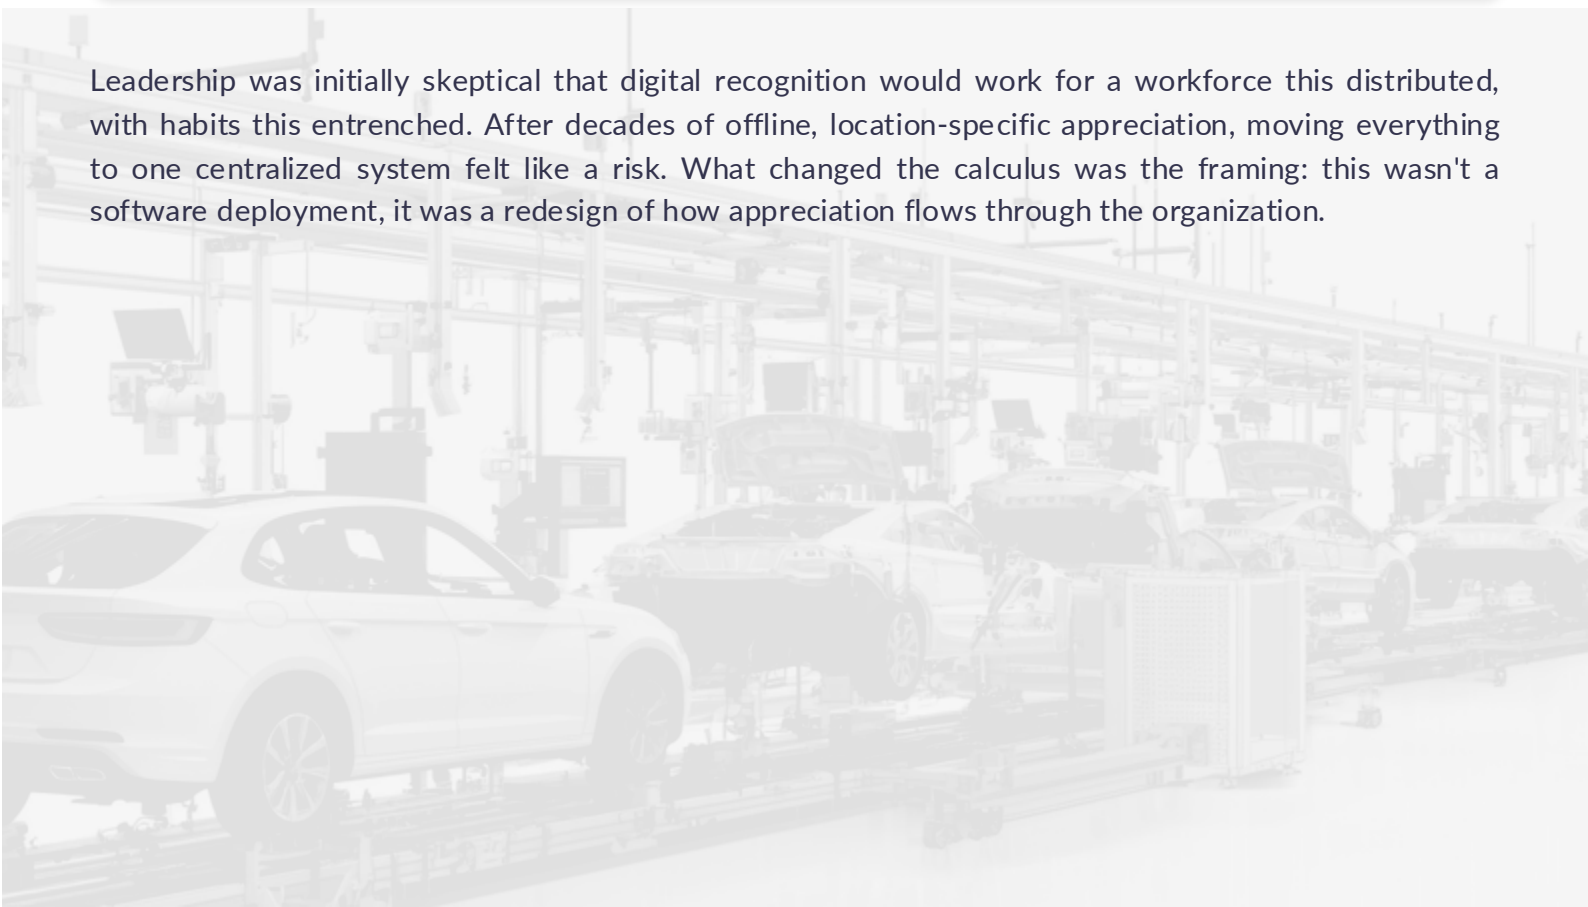 Leadership was initially skeptical that digital recognition would work for a workforce this distributed,
with habits this entrenched. After decades of offline, location-specific appreciation, moving everything
to one centralized system felt like a risk. What changed the calculus was the framing: this wasn't a
software deployment, it was a redesign of how appreciation flows through the organization.